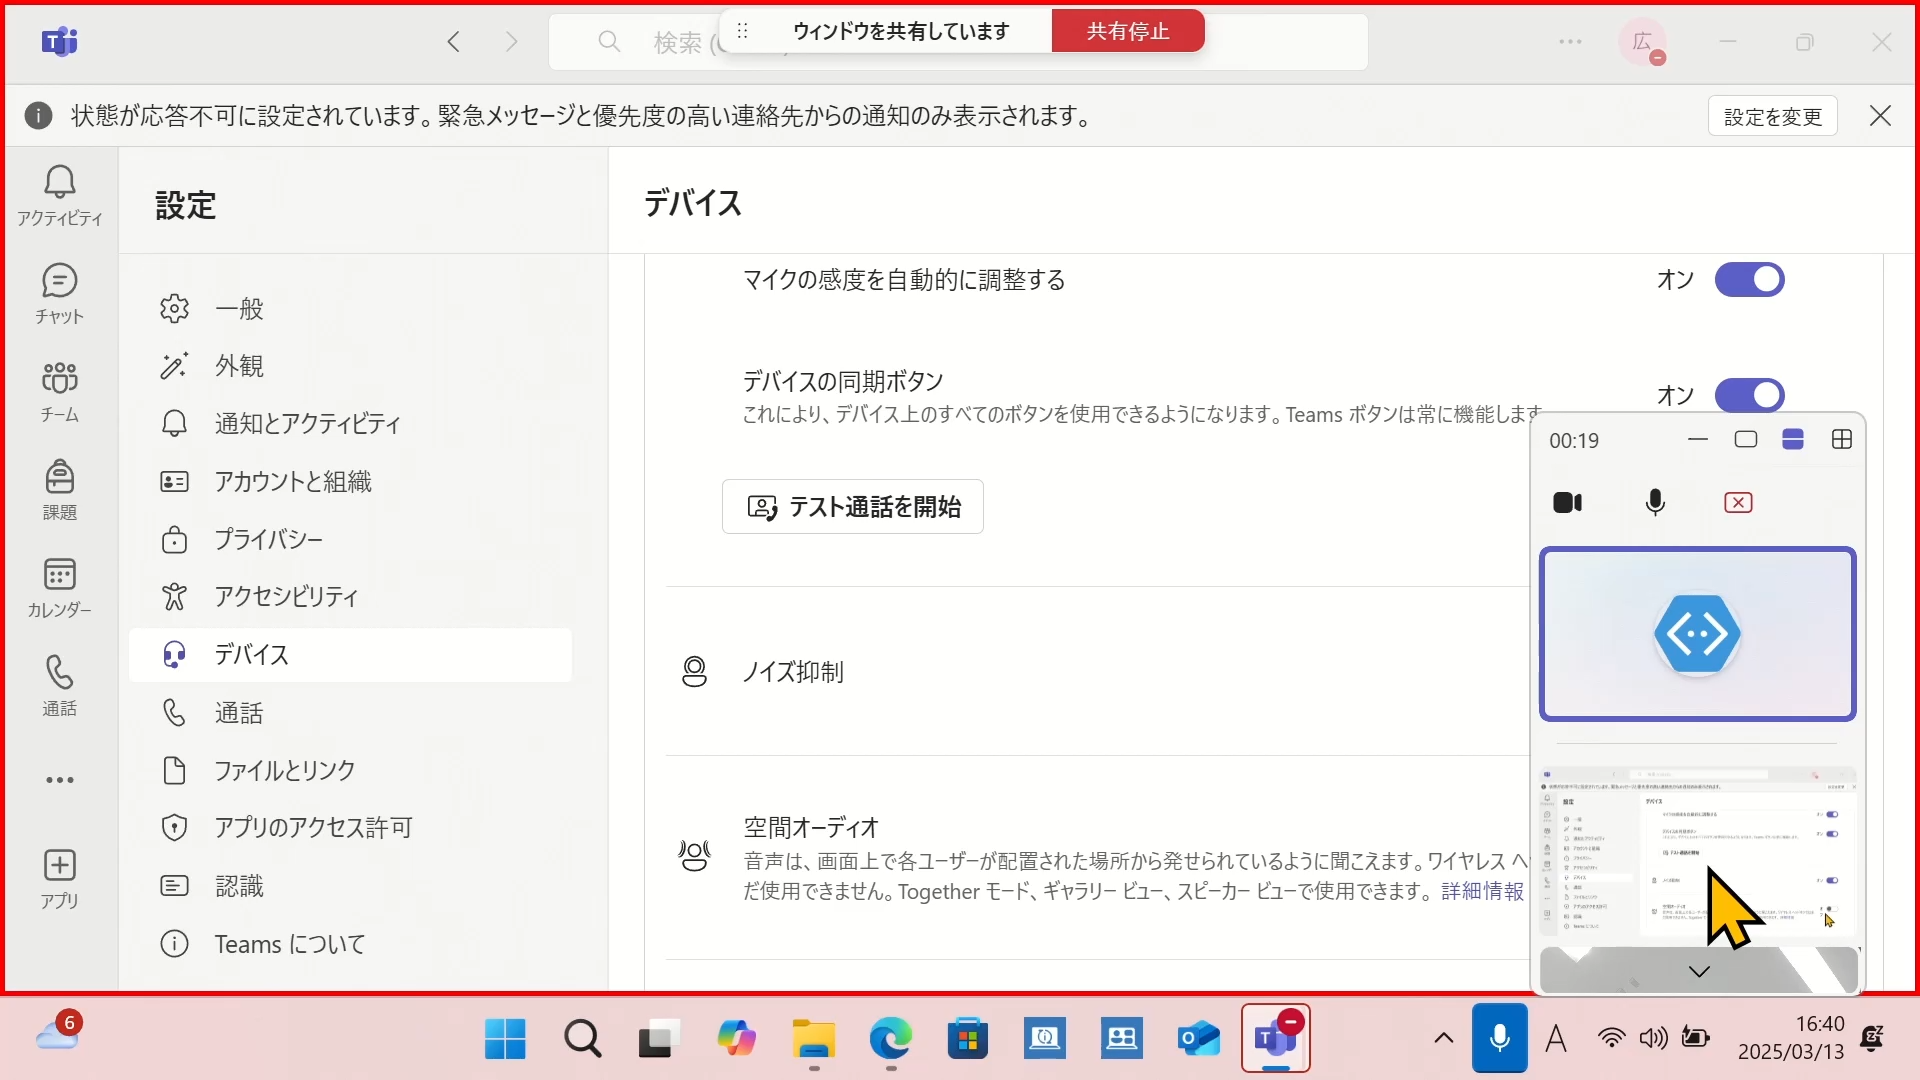 検索 (
ウィンドウを共有しています
共有停止
広
状態が応答不可に設定されています。緊急メッセージと優先度の高い連絡先からの通知のみ表示されます。
設定を変更
アクティビティ
チャット
チーム
課題
カレンダー
通話
アプリ
設定
一般
外観
通知とアクティビティ
アカウントと組織
プライバシー
アクセシビリティ
デバイス
通話
ファイルとリンク
アプリのアクセス許可
認識
Teams について
デバイス
マイクの感度を自動的に調整する
オン
デバイスの同期ボタン
オン
これにより、デバイス上のすべてのボタンを使用できるようになります。Teams ボタンは常に機能します
テスト通話を開始
ノイズ抑制
空間オーディオ
音声は、画面上で各ユーザーが配置された場所から発せられているように聞こえます。ワイヤレス ヘ
だ使用できません。Together モード、ギャラリー ビュー、スピーカー ビューで使用できます。 詳細情報
00:19
6
A
16:40
2025/03/13